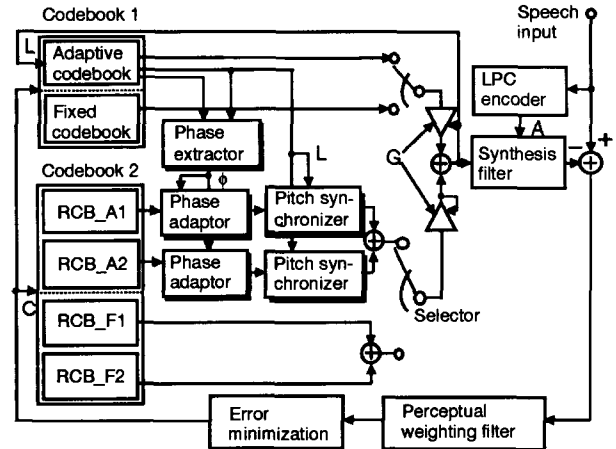 Codebook 1
Speech
input
L
Adaptive
codebook
LPC
encoder
Fixed
codebook
Phase
extractor
A
G
Synthesis
filter
−
+
Codebook 2
L
ϕ
RCB_A1
Phase
adaptor
Pitch syn-
chronizer
RCB_A2
Phase
adaptor
Pitch syn-
chronizer
C
RCB_F1
Selector
RCB_F2
Error
minimization
Perceptual
weighting filter